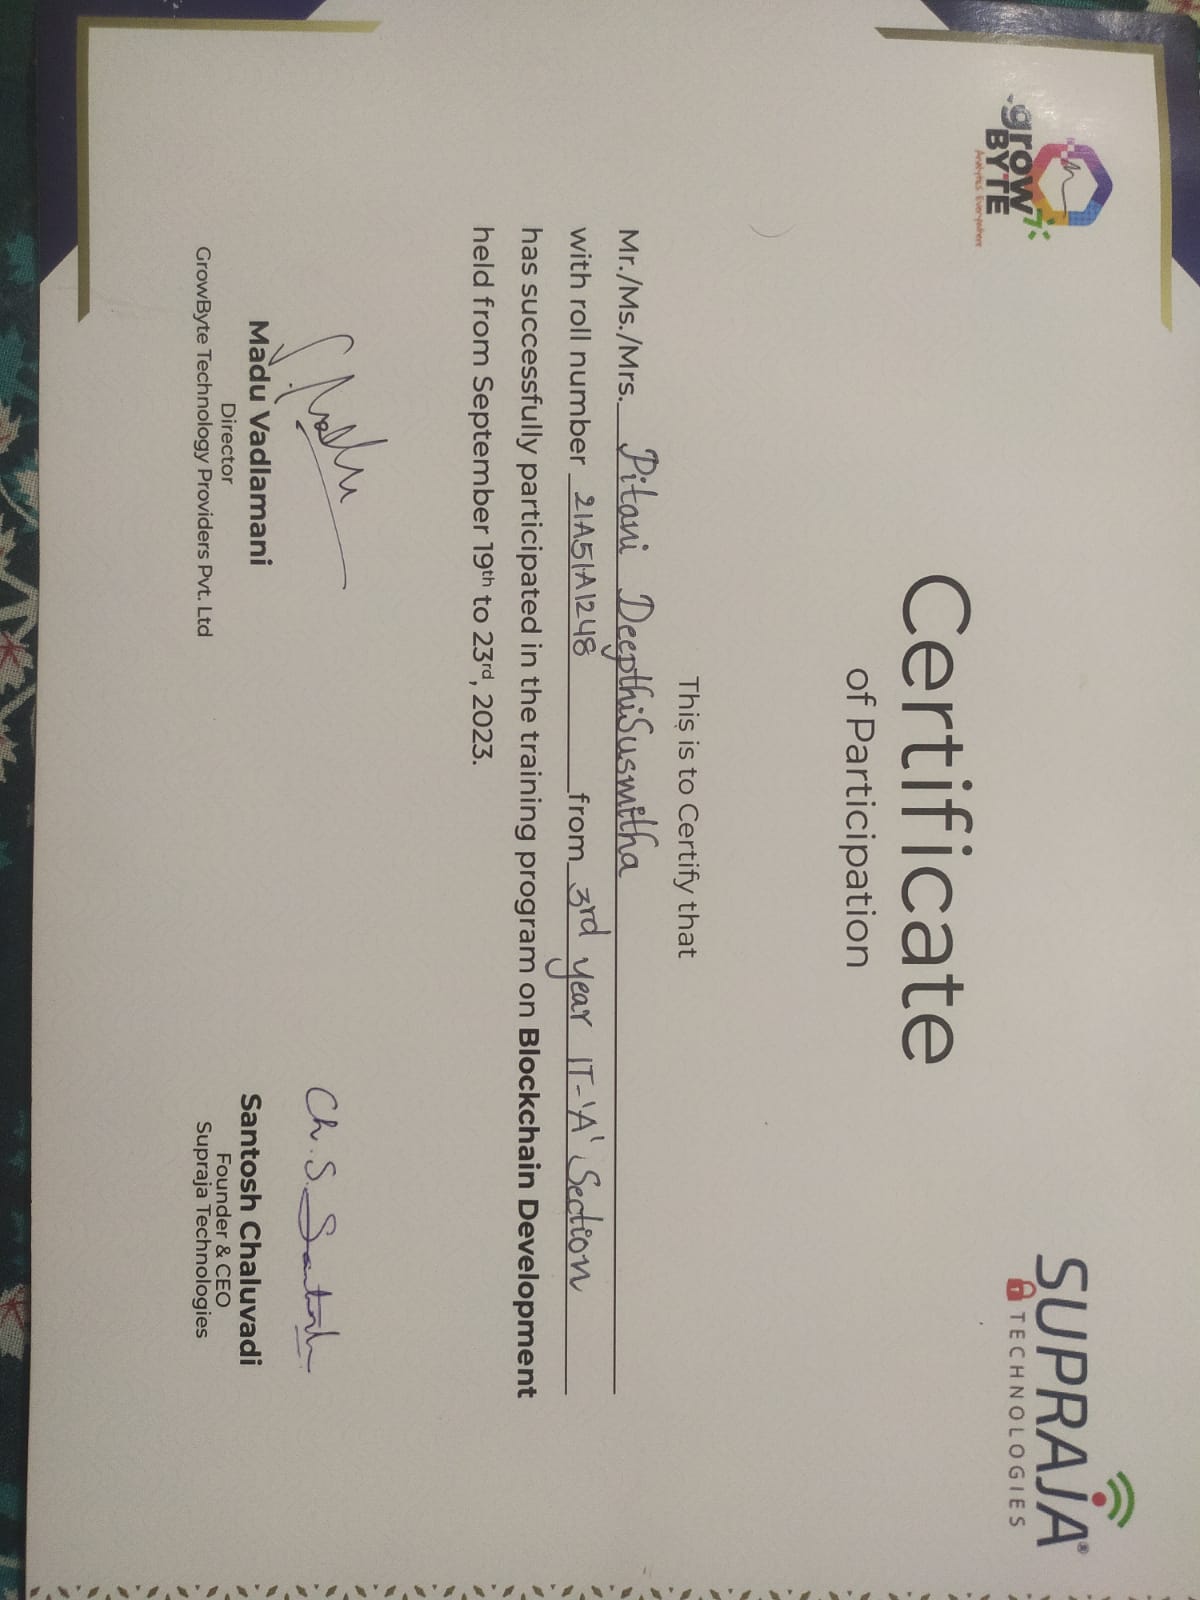 grow
BYTE
Analytics Everywhere
SUPRAJA®
TECHNOLOGIES
Certificate
of Participation
This is to Certify that
Mr./Ms./Mrs. Pitani DeepthiSusmitha
with roll number 21A51A1248 from 3rd year IT-'A' Section
has successfully participated in the training program on Blockchain Development
held from September 19th to 23rd, 2023.
Madu Vadlamani
Director
GrowByte Technology Providers Pvt. Ltd
Ch. S. Santosh
Santosh Chaluvadi
Founder & CEO
Supraja Technologies